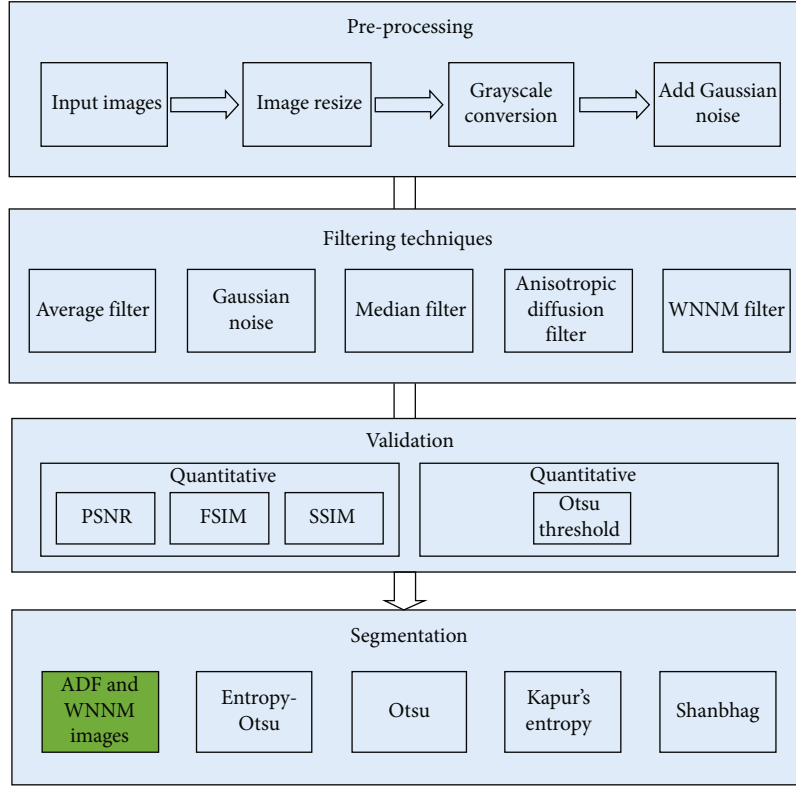 Pre-processing
Input images
Image resize
Grayscale
conversion
Add Gaussian
noise
Filtering techniques
Average filter
Gaussian
noise
Median filter
Anisotropic
diffusion
filter
WNNM filter
Validation
Quantitative
PSNR
FSIM
SSIM
Quantitative
Otsu
threshold
Segmentation
ADF and
WNNM
images
Entropy-
Otsu
Otsu
Kapur's
entropy
Shanbhag